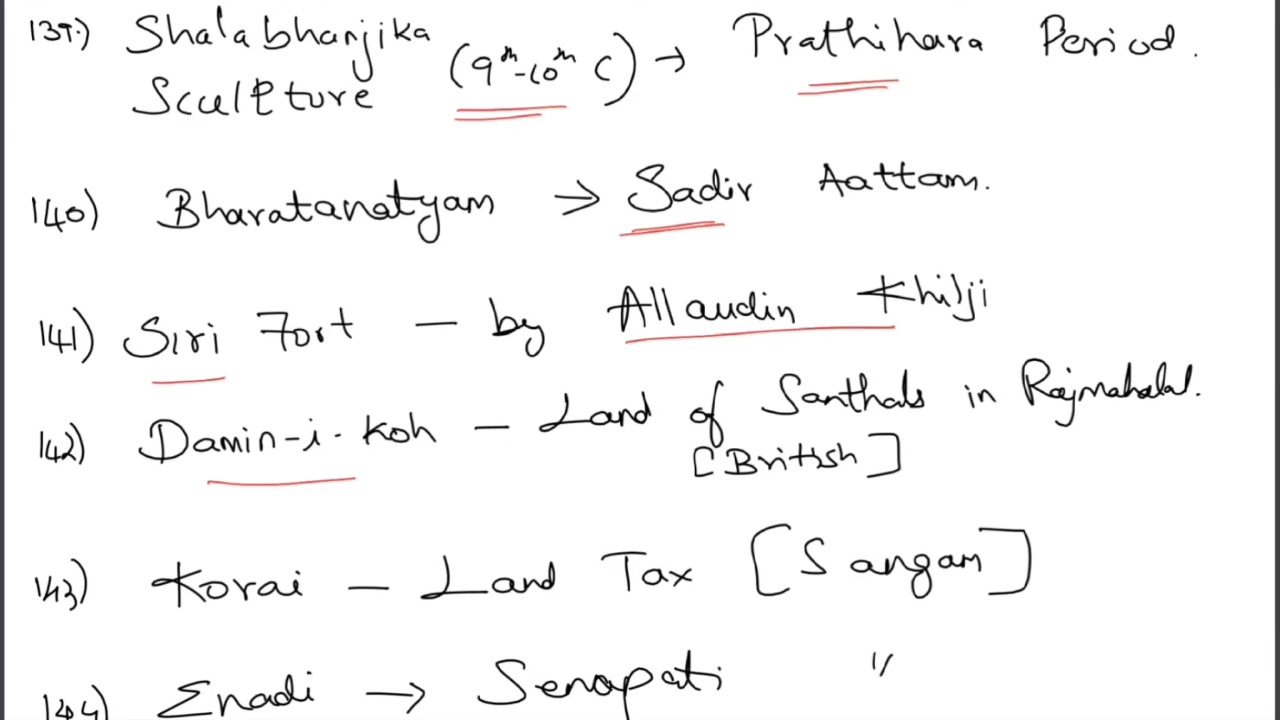 139.) Shalabhanjika Sculpture (9th-10th C) → Prathihara Period.
140) Bharatanatyam → Sadir Aattam.
141) Siri Fort – by Allaudin Khilji
142) Damin-i-Koh – Land of Santhals in Rajmahalal.
[British]
143) Korai – Land Tax [Sangam]
144) Enadi → Senapati "